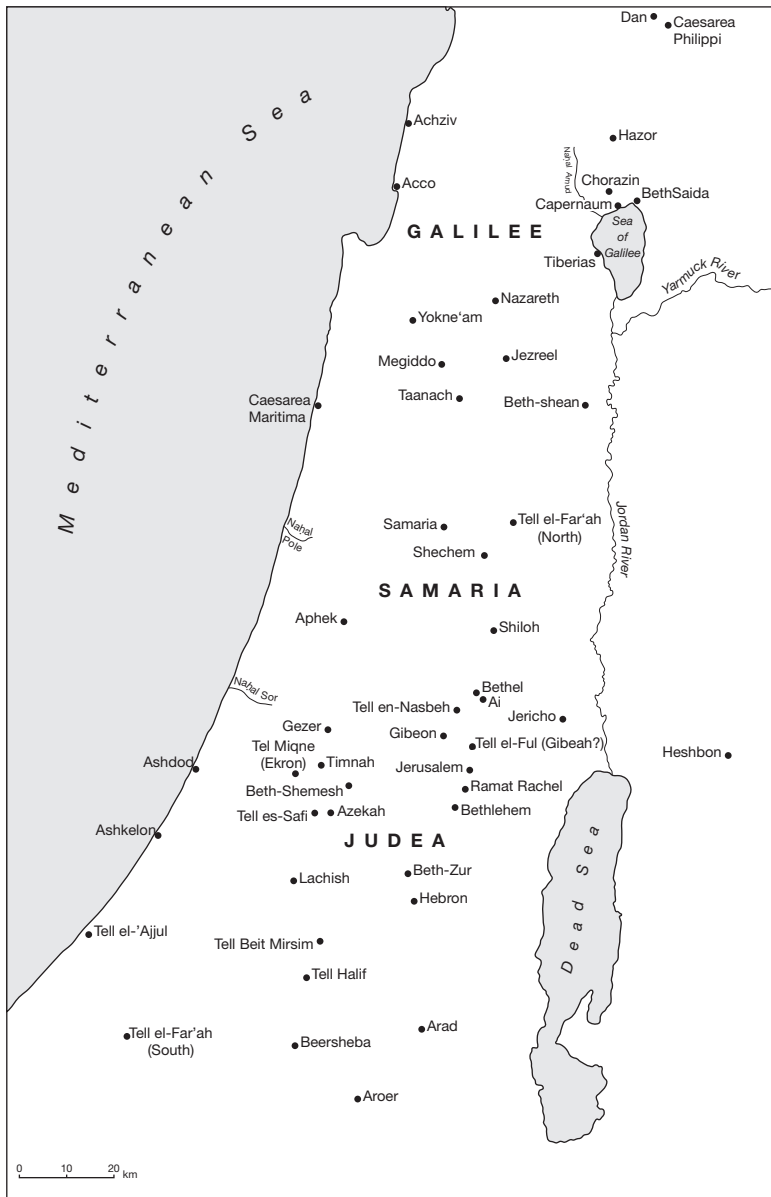 Dan
Caesarea
Philippi
Mediterranean Sea
Achziv
Hazor
Nahal Amud
Acco
Chorazin
BethSaida
Capernaum
GALILEE
Sea
of
Galilee
Tiberias
Yarmuck River
Nazareth
Yokne‘am
Jezreel
Megiddo
Taanach
Caesarea
Maritima
Beth-shean
Jordan River
Nahal
Pole
Samaria
Tell el-Far‘ah
(North)
Shechem
SAMARIA
Aphek
Shiloh
Nahal Sor
Bethel
Ai
Tell en-Nasbeh
Jericho
Gezer
Gibeon
Tell el-Ful (Gibeah?)
Tel Miqne
(Ekron)
Timnah
Heshbon
Ashdod
Jerusalem
Beth-Shemesh
Ramat Rachel
Tell es-Safi
Azekah
Bethlehem
Ashkelon
JUDEA
Dead Sea
Beth-Zur
Lachish
Hebron
Tell el-’Ajjul
Tell Beit Mirsim
Tell Halif
Tell el-Far’ah
(South)
Arad
Beersheba
Aroer
0 10 20 km